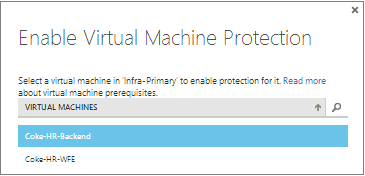 Enable Virtual Machine Protection
Select a virtual machine in 'Infra-Primary' to enable protection for it. Read more
about virtual machine prerequisites.
VIRTUAL MACHINES
Coke-HR-Backend
Coke-HR-WFE